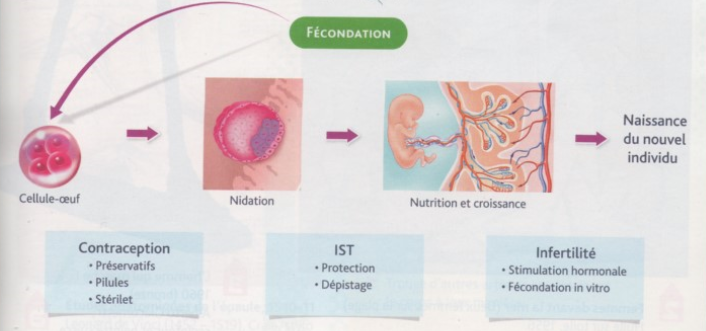 FÉCONDATION
Cellule-œuf
Nidation
Nutrition et croissance
Naissance
du nouvel
individu
Contraception
• Préservatifs
• Pilules
• Stérilet
IST
• Protection
• Dépistage
Infertilité
• Stimulation hormonale
• Fécondation in vitro